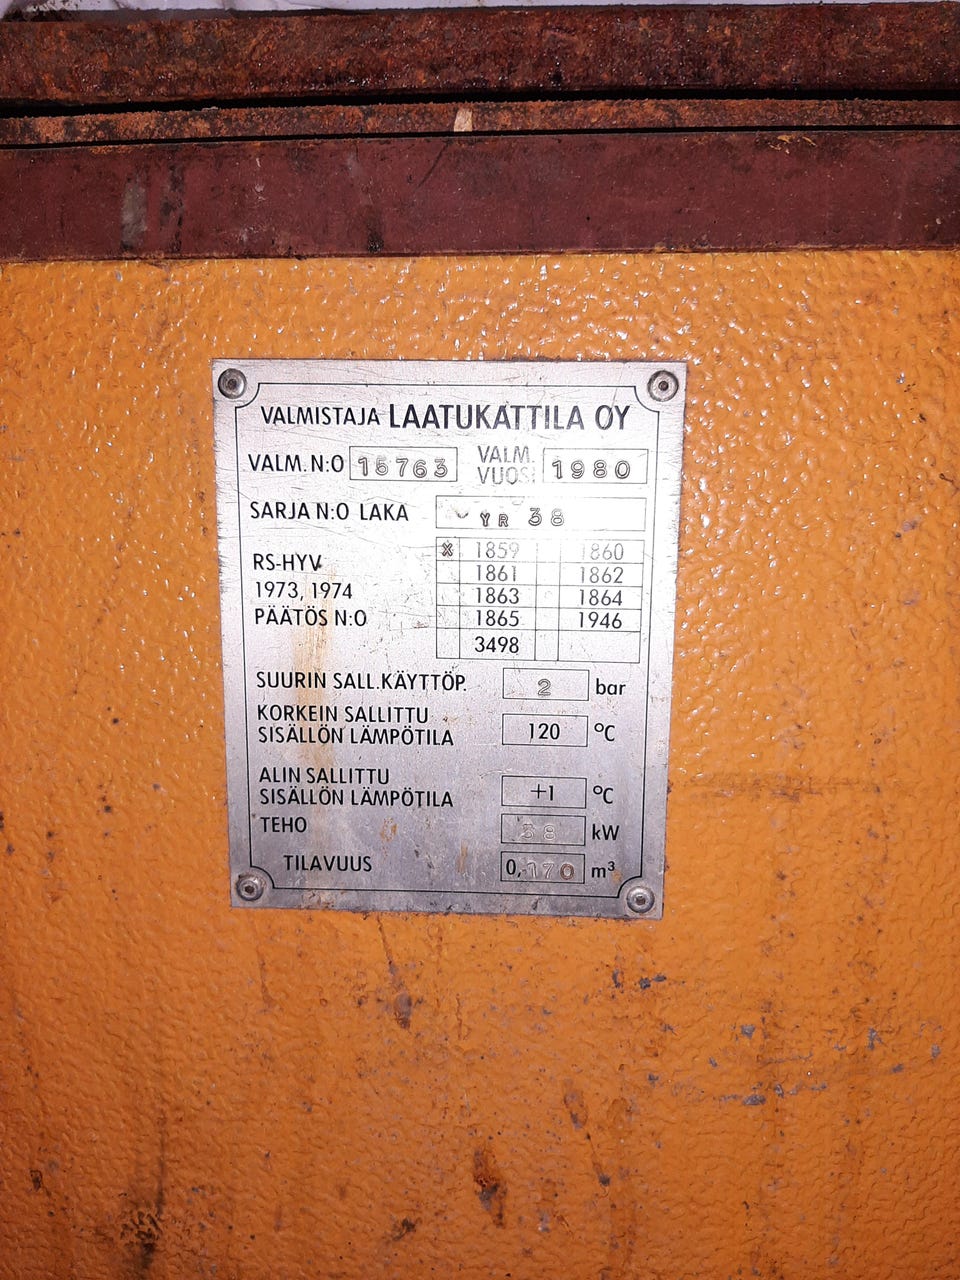 VALMISTAJA LAATUKATTILA OY
VALM. N:O 15763 VALM. VUOSI 1980
SARJA N:O LAKA YR 38
RS-HYV.
1973, 1974
PÄÄTÖS N:O
X 1859 1860
1861 1862
1863 1864
1865 1946
3498
SUURIN SALL.KÄYTTÖP. 2 bar
KORKEIN SALLITTU
SISÄLLÖN LÄMPÖTILA 120 °C
ALIN SALLITTU
SISÄLLÖN LÄMPÖTILA +1 °C
TEHO 38 kW
TILAVUUS 0,170 m³